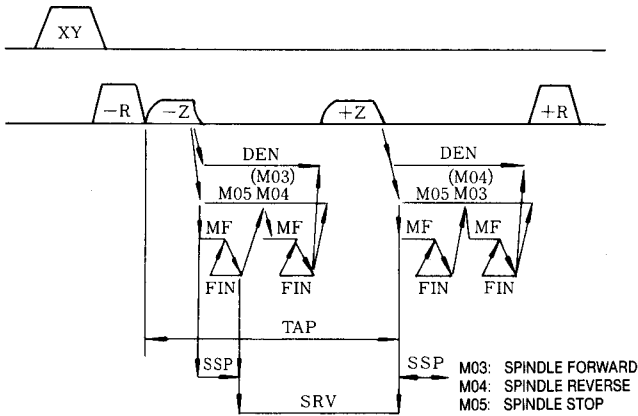 XY
−R −Z +Z +R
DEN DEN
(M03) (M04)
M05 M04 M05 M03
MF MF MF MF
FIN FIN FIN FIN
TAP
SSP SSP
SRV
M03: SPINDLE FORWARD
M04: SPINDLE REVERSE
M05: SPINDLE STOP